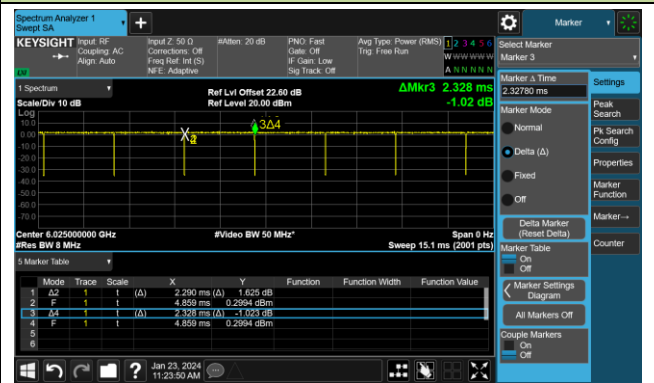 Spectrum Analyzer 1
Swept SA
Marker
KEYSIGHT
Input: RF
Coupling: AC
Align: Auto
Input Z: 50 Ω
Corrections: Off
Freq Ref: Int (S)
NFE: Adaptive
#Atten: 20 dB
PNO: Fast
Gate: Off
IF Gain: Low
Sig Track: Off
Avg Type: Power (RMS)
Trig: Free Run
1 2 3 4 5 6
W W W W W W
A N N N N N
Select Marker
Marker 3
1 Spectrum
Scale/Div 10 dB
Log
Ref Lvl Offset 22.60 dB
Ref Level 20.00 dBm
ΔMkr3 2.328 ms
-1.02 dB
10.0
0.00
-10.0
-20.0
-30.0
-40.0
-50.0
-60.0
-70.0
3Δ4
Center 6.025000000 GHz
#Res BW 8 MHz
#Video BW 50 MHz*
Span 0 Hz
Sweep 15.1 ms (2001 pts)
5 Marker Table
Mode Trace Scale X Y Function Function Width Function Value
1 Δ2 1 t (Δ) 2.290 ms (Δ) 1.625 dB
2 F 1 t 4.859 ms 0.2994 dBm
3 Δ4 1 t (Δ) 2.328 ms (Δ) -1.023 dB
4 F 1 t 4.859 ms 0.2994 dBm
5
6
Marker Δ Time
2.32780 ms
Marker Mode
Normal
Delta (Δ)
Fixed
Off
Delta Marker
(Reset Delta)
Marker Table
On
Off
Marker Settings
Diagram
All Markers Off
Couple Markers
On
Off
Settings
Peak
Search
Pk Search
Config
Properties
Marker
Function
Marker→
Counter
Jan 23, 2024
11:23:50 AM